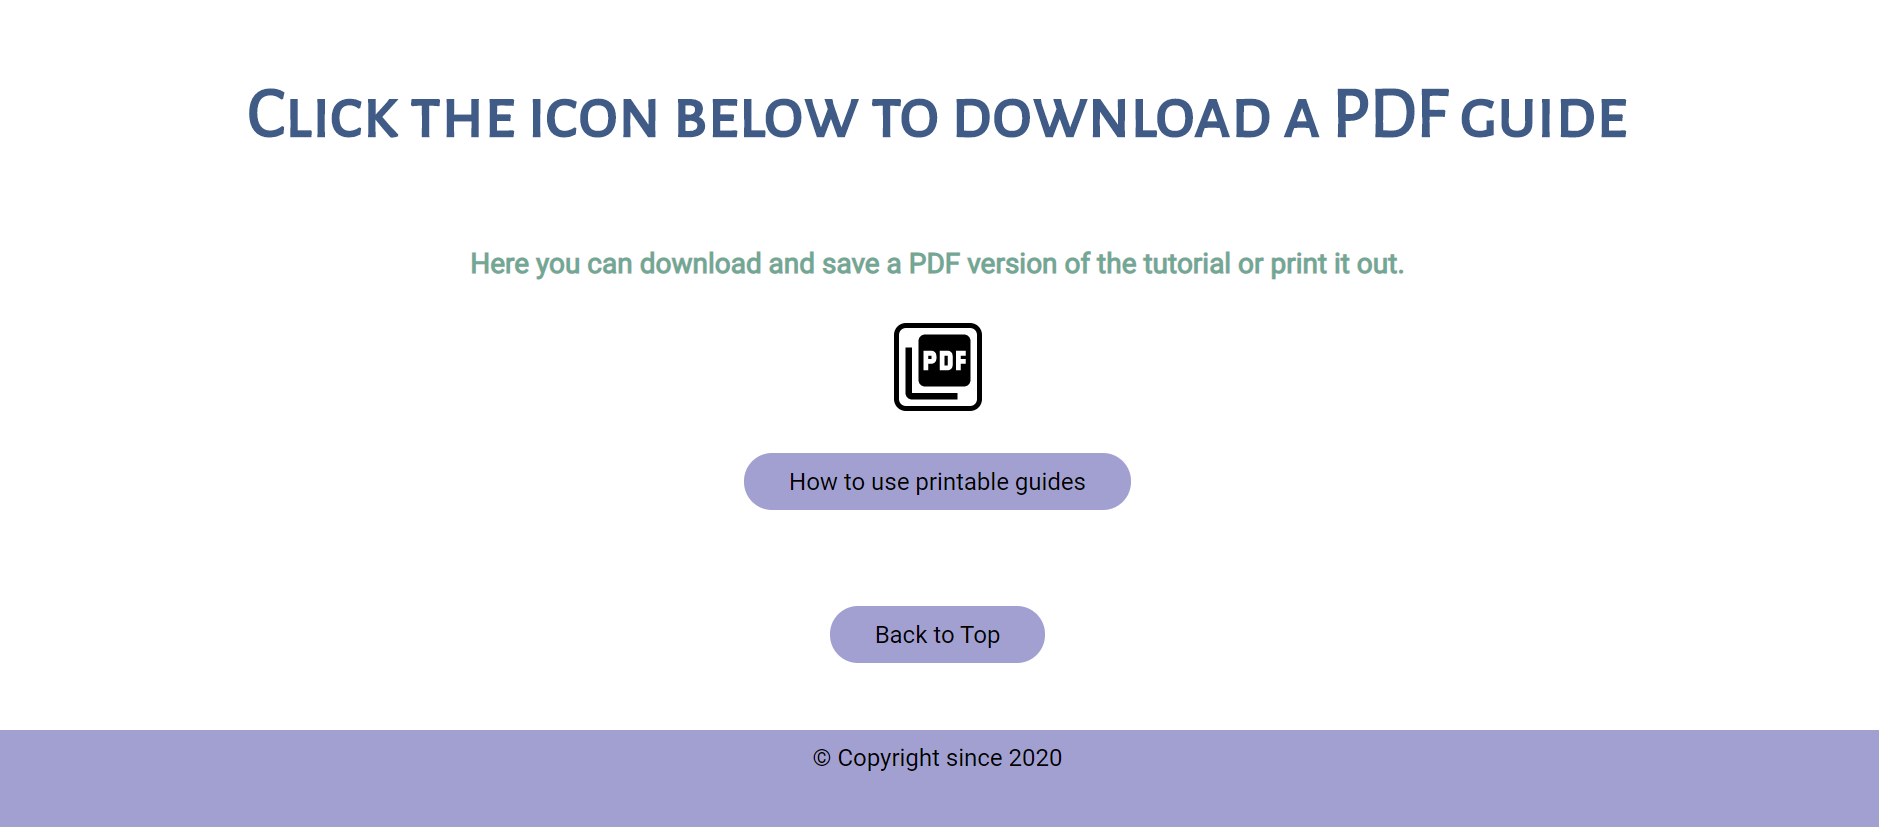 Click the icon below to download a PDF guide
Here you can download and save a PDF version of the tutorial or print it out.
PDF
How to use printable guides
Back to Top
© Copyright since 2020